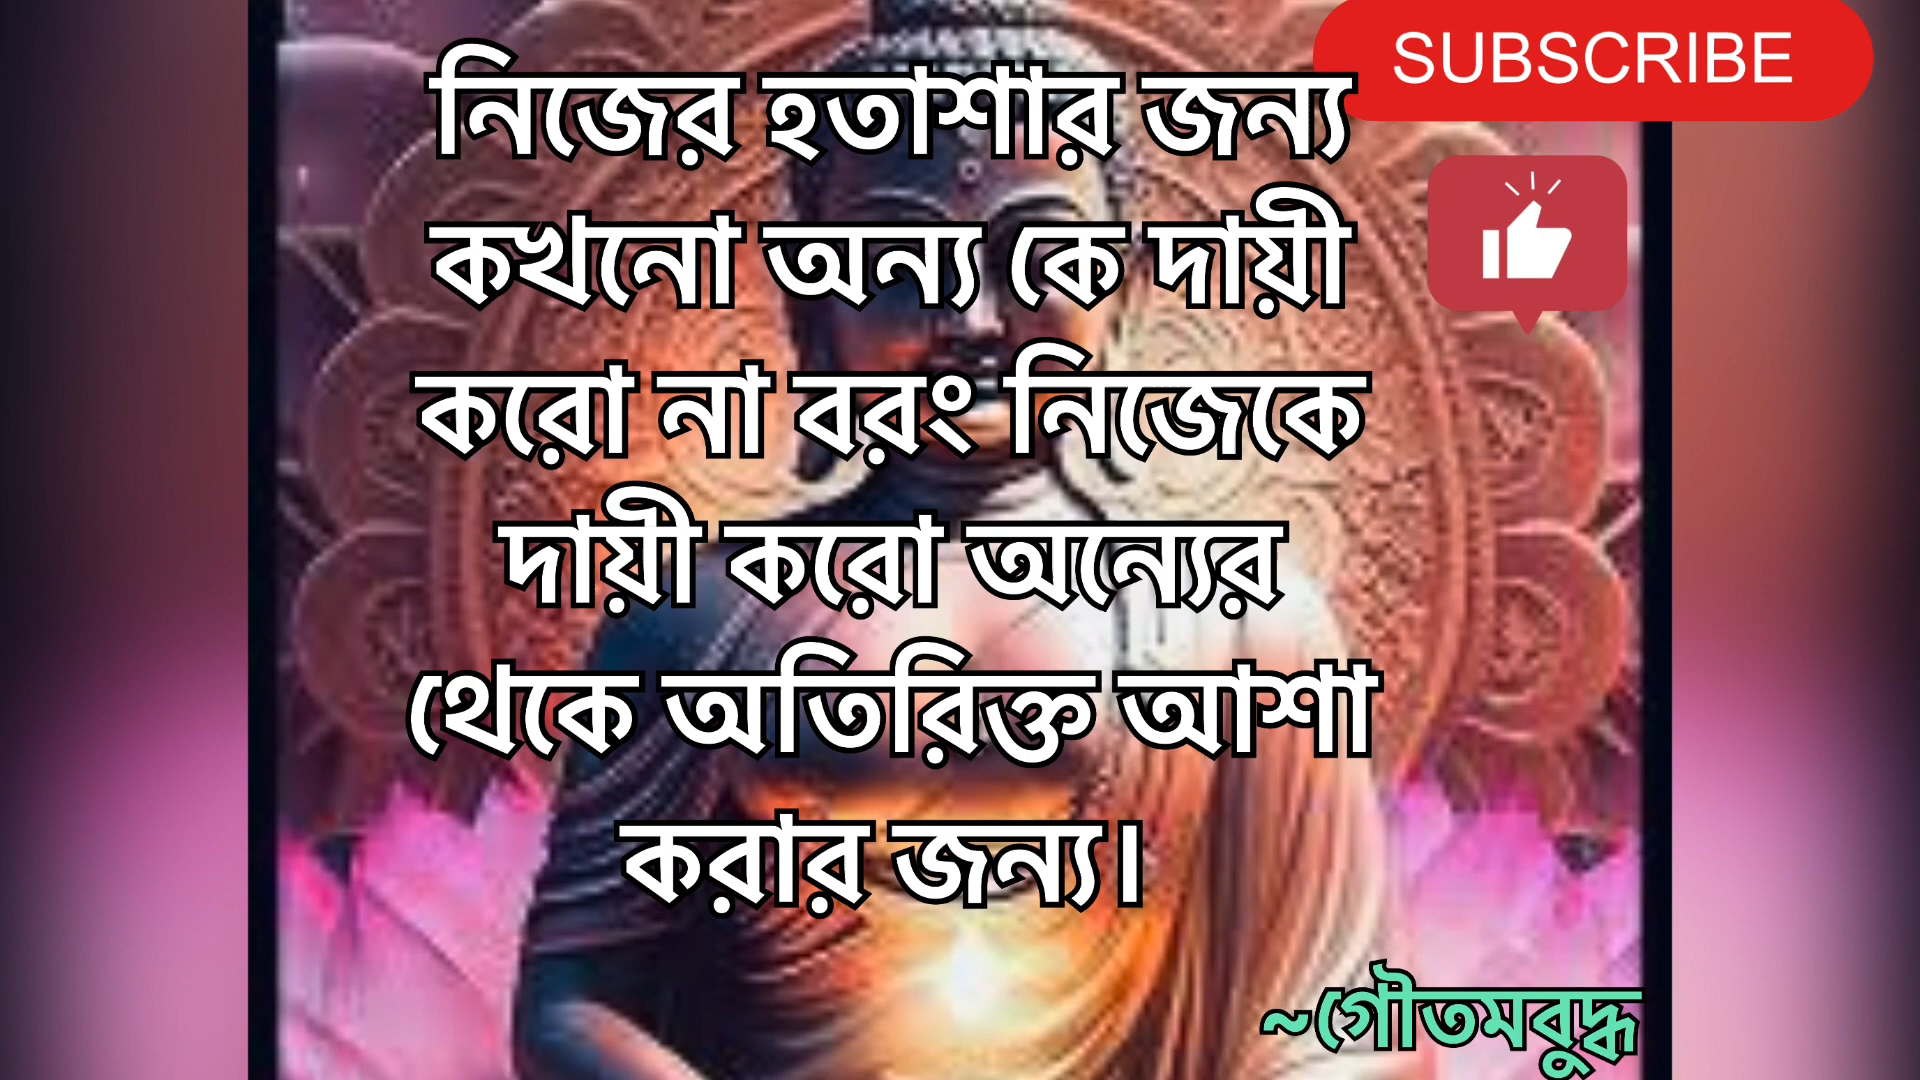 SUBSCRIBE
নিজের হতাশার জন্য
কখনো অন্য কে দায়ী
করো না বরং নিজেকে
দায়ী করো অন্যের
থেকে অতিরিক্ত আশা
করার জন্য।
~গৌতমবুদ্ধ